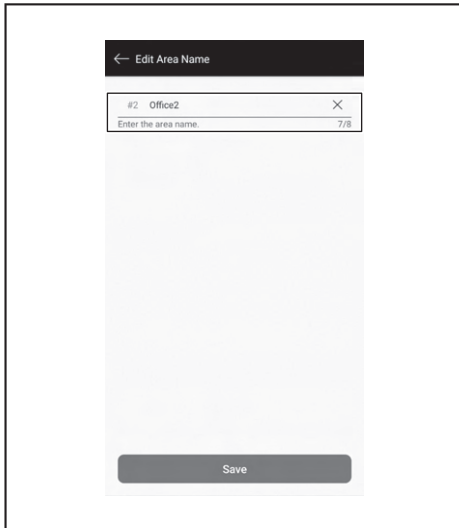 ← Edit Area Name
#2 Office2 ×
Enter the area name. 7/8
Save